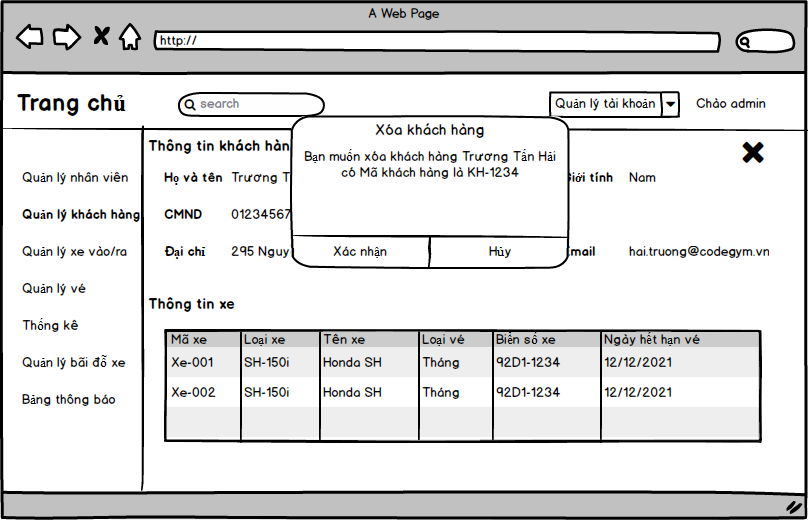 A Web Page
http://
Trang chủ
search
Quản lý tài khoản
Chào admin
Xóa khách hàng
Bạn muốn xóa khách hàng Trương Tấn Hải
có Mã khách hàng là KH-1234
Xác nhận Hủy
Quản lý nhân viên
Quản lý khách hàng
Quản lý xe vào/ra
Quản lý vé
Thống kê
Quản lý bãi đỗ xe
Bảng thông báo
Thông tin khách hàn
Họ và tên Trương T Giới tính Nam
CMND 01234567
Đại chỉ 295 Nguy Email hai.truong@codegym.vn
Thông tin xe
Mã xe Loại xe Tên xe Loại vé Biển số xe Ngày hết hạn vé
Xe-001 SH-150i Honda SH Tháng 92D1-1234 12/12/2021
Xe-002 SH-150i Honda SH Tháng 92D1-1234 12/12/2021